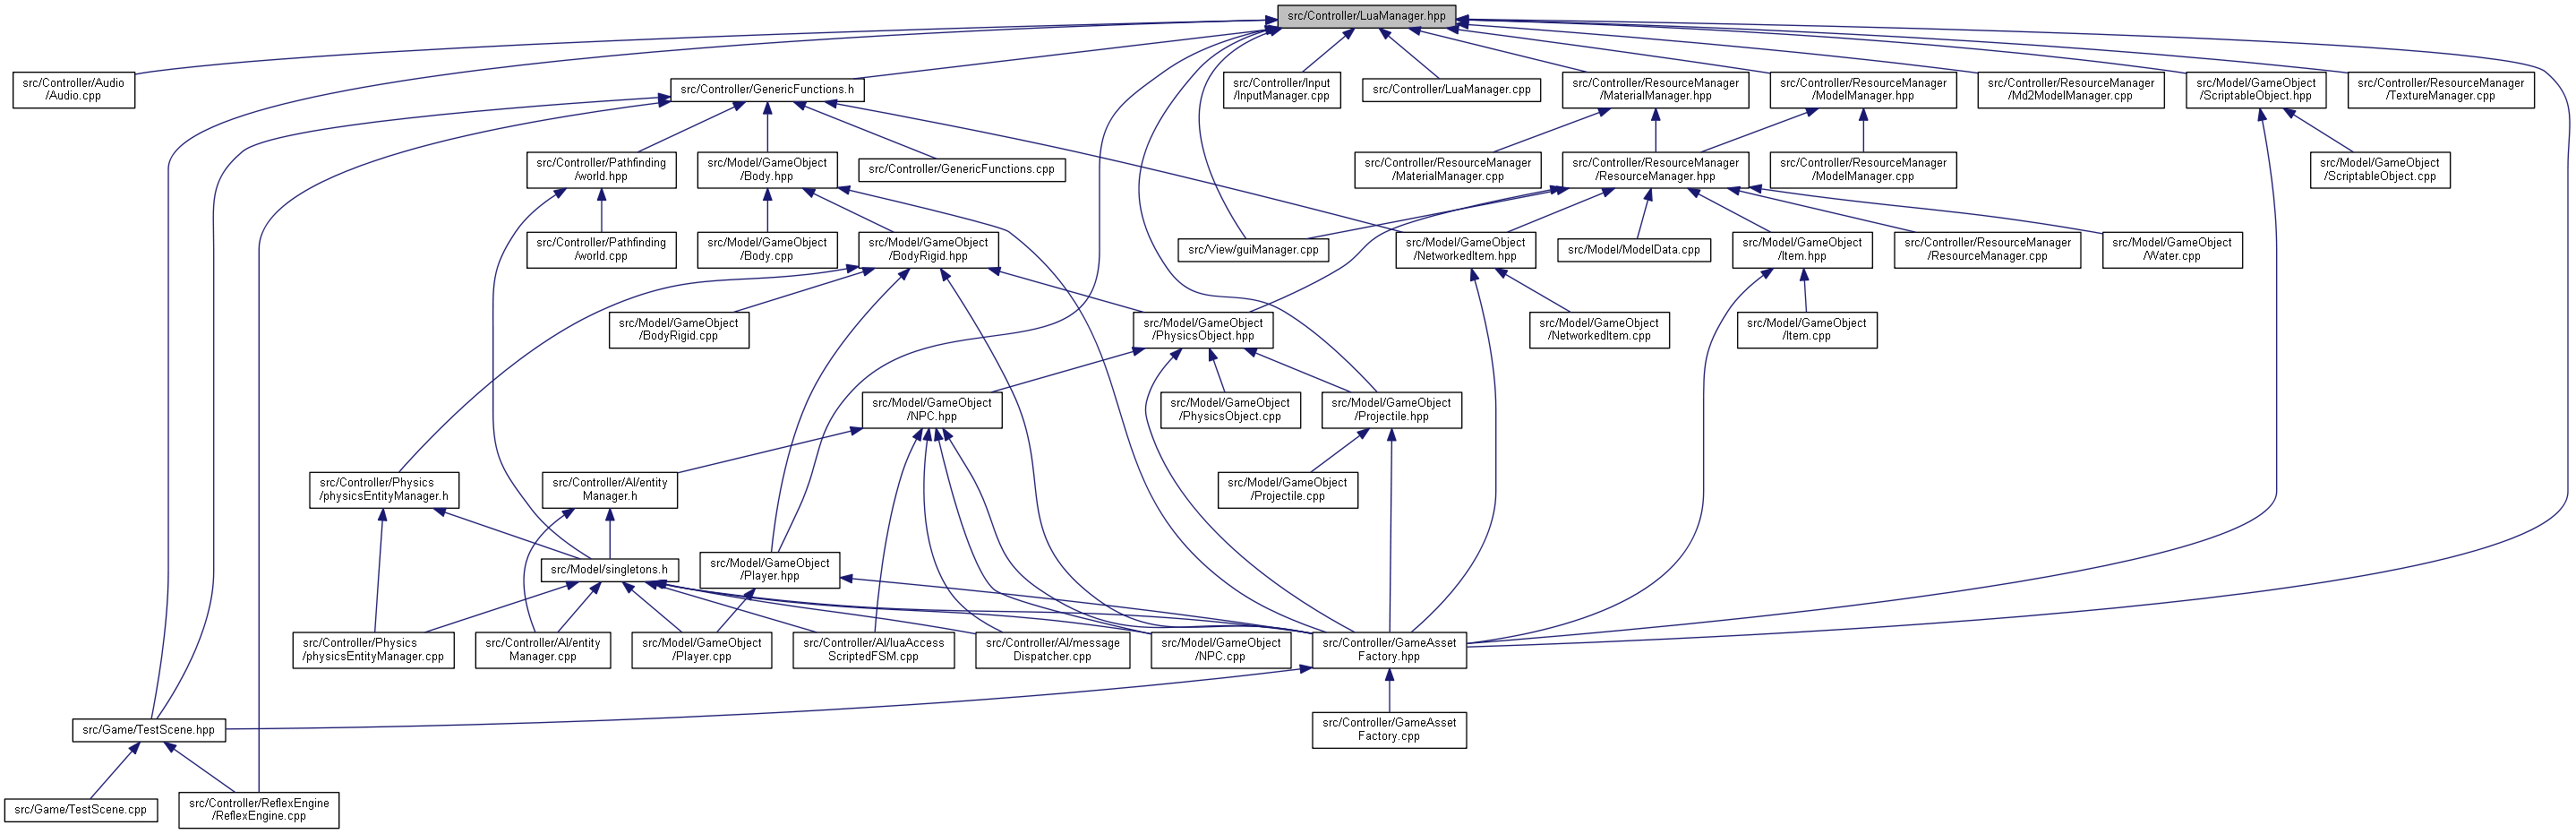 src/Controller/LuaManager.hpp
src/Controller/Audio
/Audio.cpp
src/Controller/GenericFunctions.h
src/Controller/Input
/InputManager.cpp
src/Controller/LuaManager.cpp
src/Controller/ResourceManager
/MaterialManager.hpp
src/Controller/ResourceManager
/ModelManager.hpp
src/Controller/ResourceManager
/Md2ModelManager.cpp
src/Model/GameObject
/ScriptableObject.hpp
src/Controller/ResourceManager
/TextureManager.cpp
src/Controller/Pathfinding
/world.hpp
src/Model/GameObject
/Body.hpp
src/Controller/GenericFunctions.cpp
src/Controller/ResourceManager
/MaterialManager.cpp
src/Controller/ResourceManager
/ResourceManager.hpp
src/Controller/ResourceManager
/ModelManager.cpp
src/Model/GameObject
/ScriptableObject.cpp
src/Controller/Pathfinding
/world.cpp
src/Model/GameObject
/Body.cpp
src/Model/GameObject
/BodyRigid.hpp
src/View/guiManager.cpp
src/Model/GameObject
/NetworkedItem.hpp
src/Model/ModelData.cpp
src/Model/GameObject
/Item.hpp
src/Controller/ResourceManager
/ResourceManager.cpp
src/Model/GameObject
/Water.cpp
src/Model/GameObject
/BodyRigid.cpp
src/Model/GameObject
/PhysicsObject.hpp
src/Model/GameObject
/NetworkedItem.cpp
src/Model/GameObject
/Item.cpp
src/Model/GameObject
/NPC.hpp
src/Model/GameObject
/PhysicsObject.cpp
src/Model/GameObject
/Projectile.hpp
src/Controller/Physics
/physicsEntityManager.h
src/Controller/AI/entity
Manager.h
src/Model/GameObject
/Projectile.cpp
src/Model/singletons.h
src/Model/GameObject
/Player.hpp
src/Controller/Physics
/physicsEntityManager.cpp
src/Controller/AI/entity
Manager.cpp
src/Model/GameObject
/Player.cpp
src/Controller/AI/luaAccess
ScriptedFSM.cpp
src/Controller/AI/message
Dispatcher.cpp
src/Model/GameObject
/NPC.cpp
src/Controller/GameAsset
Factory.hpp
src/Game/TestScene.hpp
src/Controller/GameAsset
Factory.cpp
src/Game/TestScene.cpp
src/Controller/ReflexEngine
/ReflexEngine.cpp